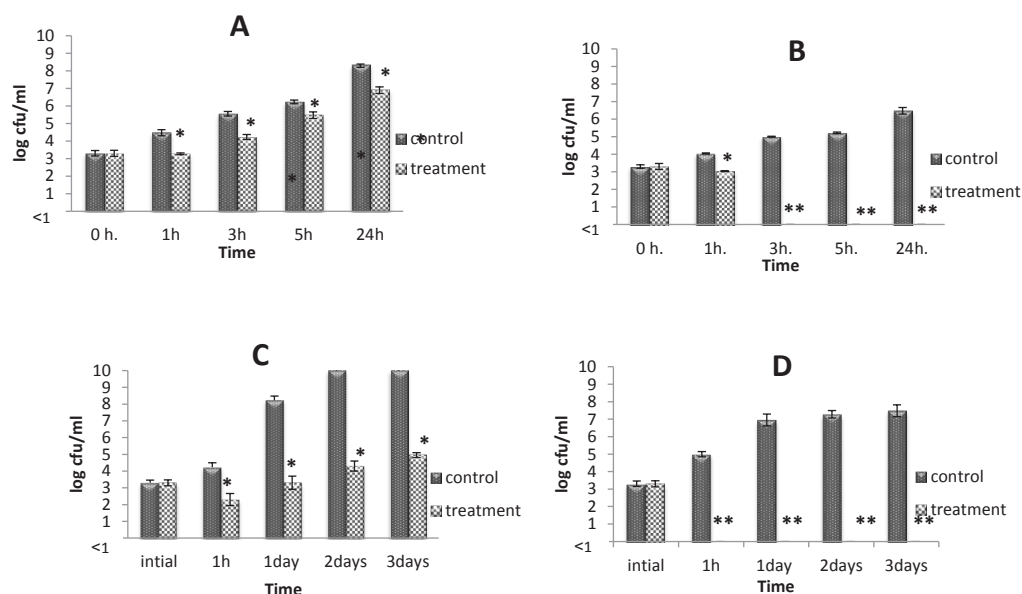 A
10
9
8
7
6
5
4
3
2
1
<1
log cfu/ml
*
*
*
*
*
*
*
control
treatment
0 h.
1h
3h
5h
24h
Time
B
10
9
8
7
6
5
4
3
2
1
<1
log cfu/ml
*
**
**
**
control
treatment
0 h.
1h.
3h.
5h.
24h.
Time
C
10
9
8
7
6
5
4
3
2
1
<1
log cfu/ml
*
*
*
*
control
treatment
intial
1h
1day
2days
3days
Time
D
10
9
8
7
6
5
4
3
2
1
<1
log cfu/ml
**
**
**
**
control
treatment
intial
1h
1day
2days
3days
Time